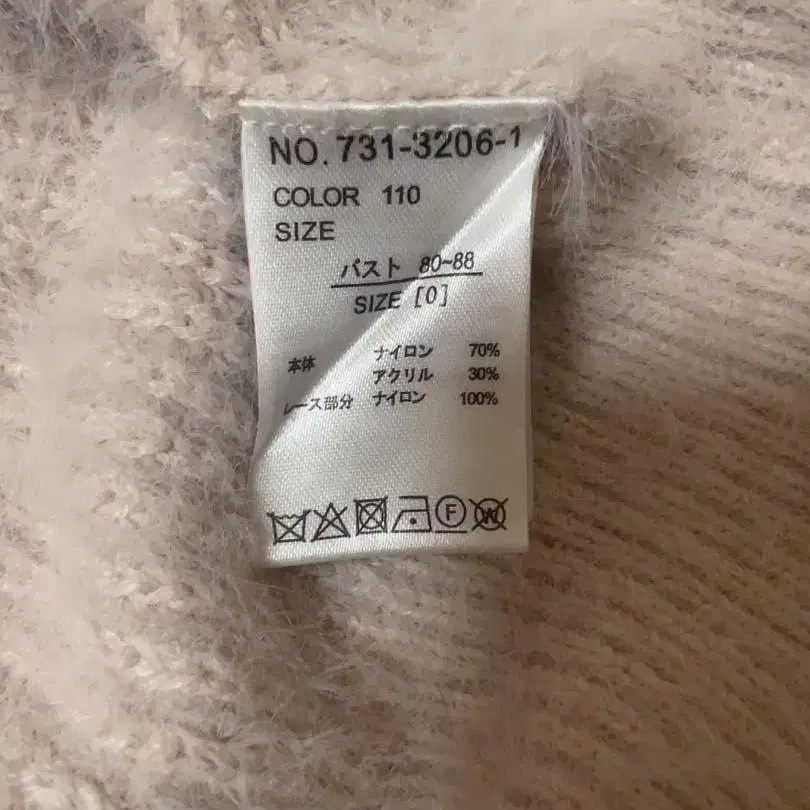 NO. 731-3206-1
COLOR 110
SIZE
バスト 80~88
SIZE [0]
本体 ナイロン 70%
アクリル 30%
レース部分 ナイロン 100%
F W